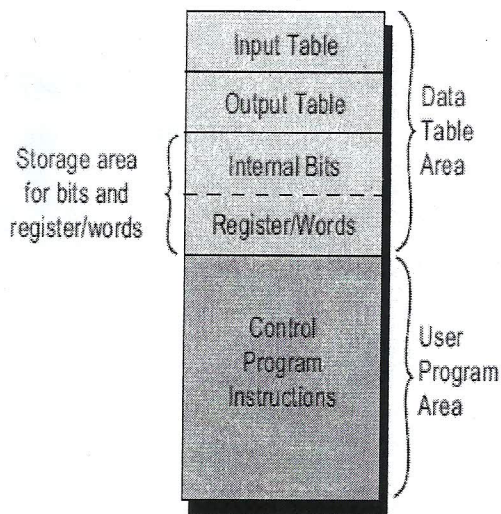 Input Table
Output Table
Internal Bits
Register/Words
Control
Program
Instructions
Storage area
for bits and
register/words
Data
Table
Area
User
Program
Area